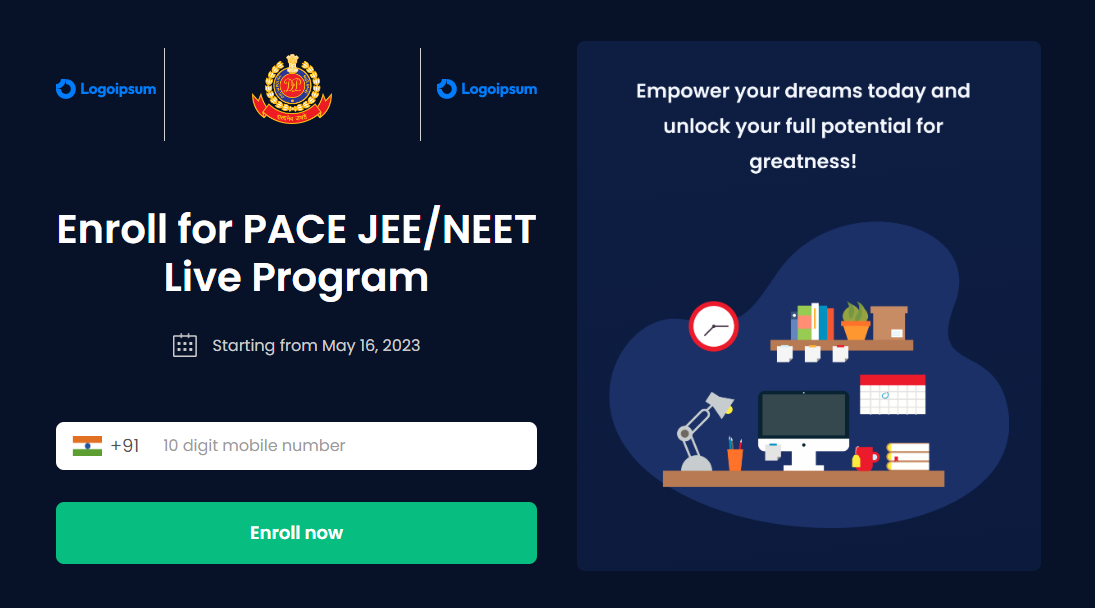 Logoipsum
Logoipsum
Enroll for PACE JEE/NEET
Live Program
Starting from May 16, 2023
+91 10 digit mobile number
Enroll now
Empower your dreams today and
unlock your full potential for
greatness!